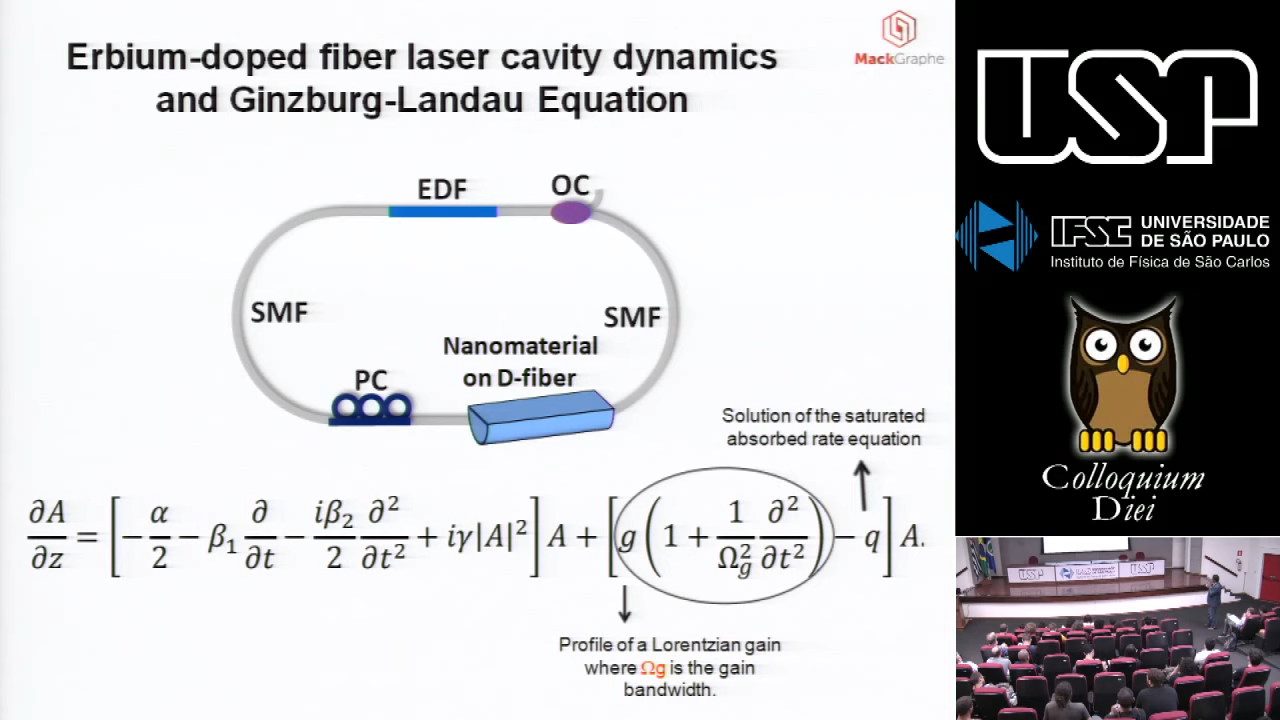 Erbium-doped fiber laser cavity dynamics
and Ginzburg-Landau Equation
MackGraphe
EDF
OC
SMF
SMF
Nanomaterial
on D-fiber
PC
Solution of the saturated
absorbed rate equation
∂A/∂z = [−α/2 − β₁ ∂/∂t − iβ₂/2 ∂²/∂t² + iγ|A|²] A + [g(1 + 1/Ω_g² ∂²/∂t²) − q] A.
Profile of a Lorentzian gain
where Ωg is the gain
bandwidth.
USP
IFSC UNIVERSIDADE
DE SÃO PAULO
Instituto de Física de São Carlos
Colloquium
Diei
USP
USP